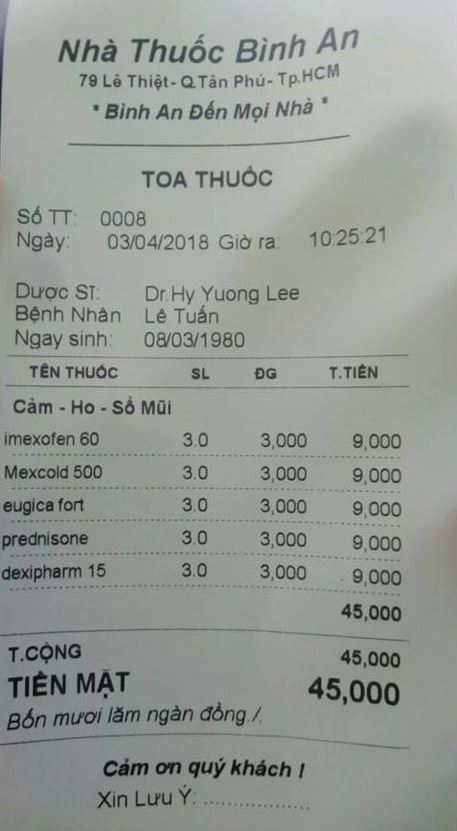 Nhà Thuốc Bình An
79 Lê Thiệt - Q.Tân Phú - Tp.HCM
* Bình An Đến Mọi Nhà *
TOA THUỐC
Số TT: 0008
Ngày: 03/04/2018 Giờ ra: 10:25:21
Dược Sĩ: Dr.Hy Yuong Lee
Bệnh Nhân Lê Tuấn
Ngay sinh: 08/03/1980
TÊN THUỐC SL ĐG T.TIỀN
Cảm - Ho - Sổ Mũi
imexofen 60 3.0 3,000 9,000
Mexcold 500 3.0 3,000 9,000
eugica fort 3.0 3,000 9,000
prednisone 3.0 3,000 9,000
dexipharm 15 3.0 3,000 9,000
45,000
T.CỘNG 45,000
TIỀN MẶT 45,000
Bốn mươi lăm ngàn đồng./.
Cảm ơn quý khách !
Xin Lưu Ý: ...................